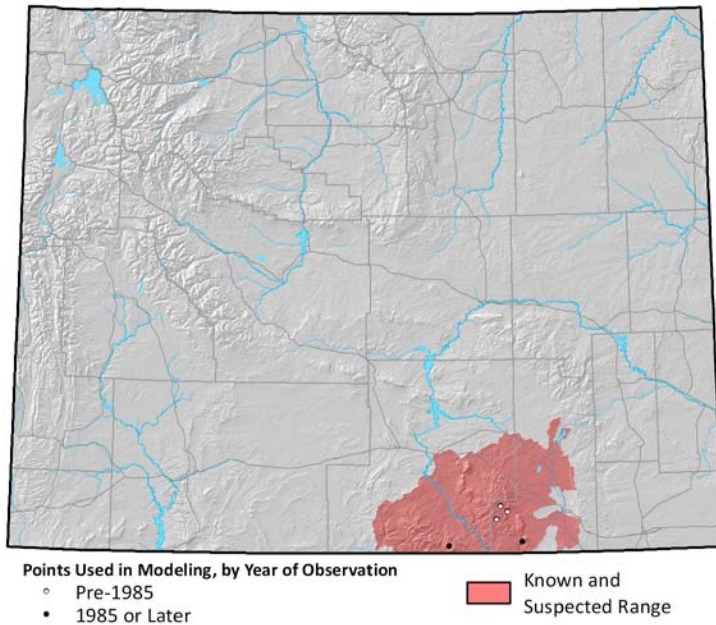 Points Used in Modeling, by Year of Observation
Pre-1985
1985 or Later
Known and
Suspected Range